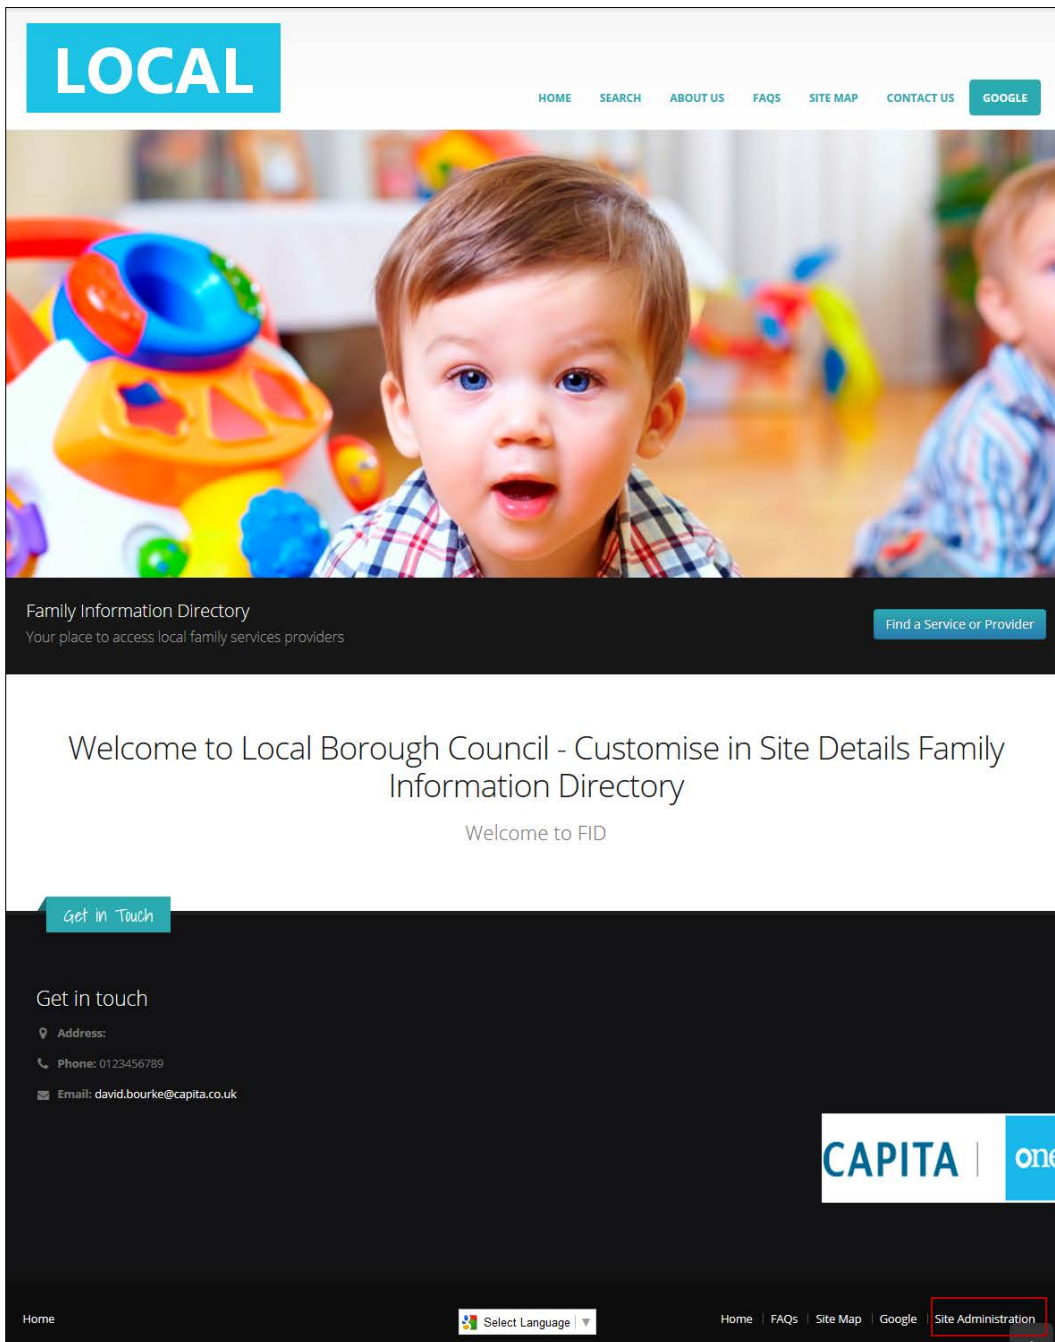 LOCAL
HOME SEARCH ABOUT US FAQS SITE MAP CONTACT US GOOGLE
Family Information Directory
Your place to access local family services providers
Find a Service or Provider
Welcome to Local Borough Council - Customise in Site Details Family
Information Directory
Welcome to FID
Get in Touch
Get in touch
Address:
Phone: 0123456789
Email: david.bourke@capita.co.uk
CAPITA | one
Home
Select Language ▼
Home | FAQs | Site Map | Google | Site Administration